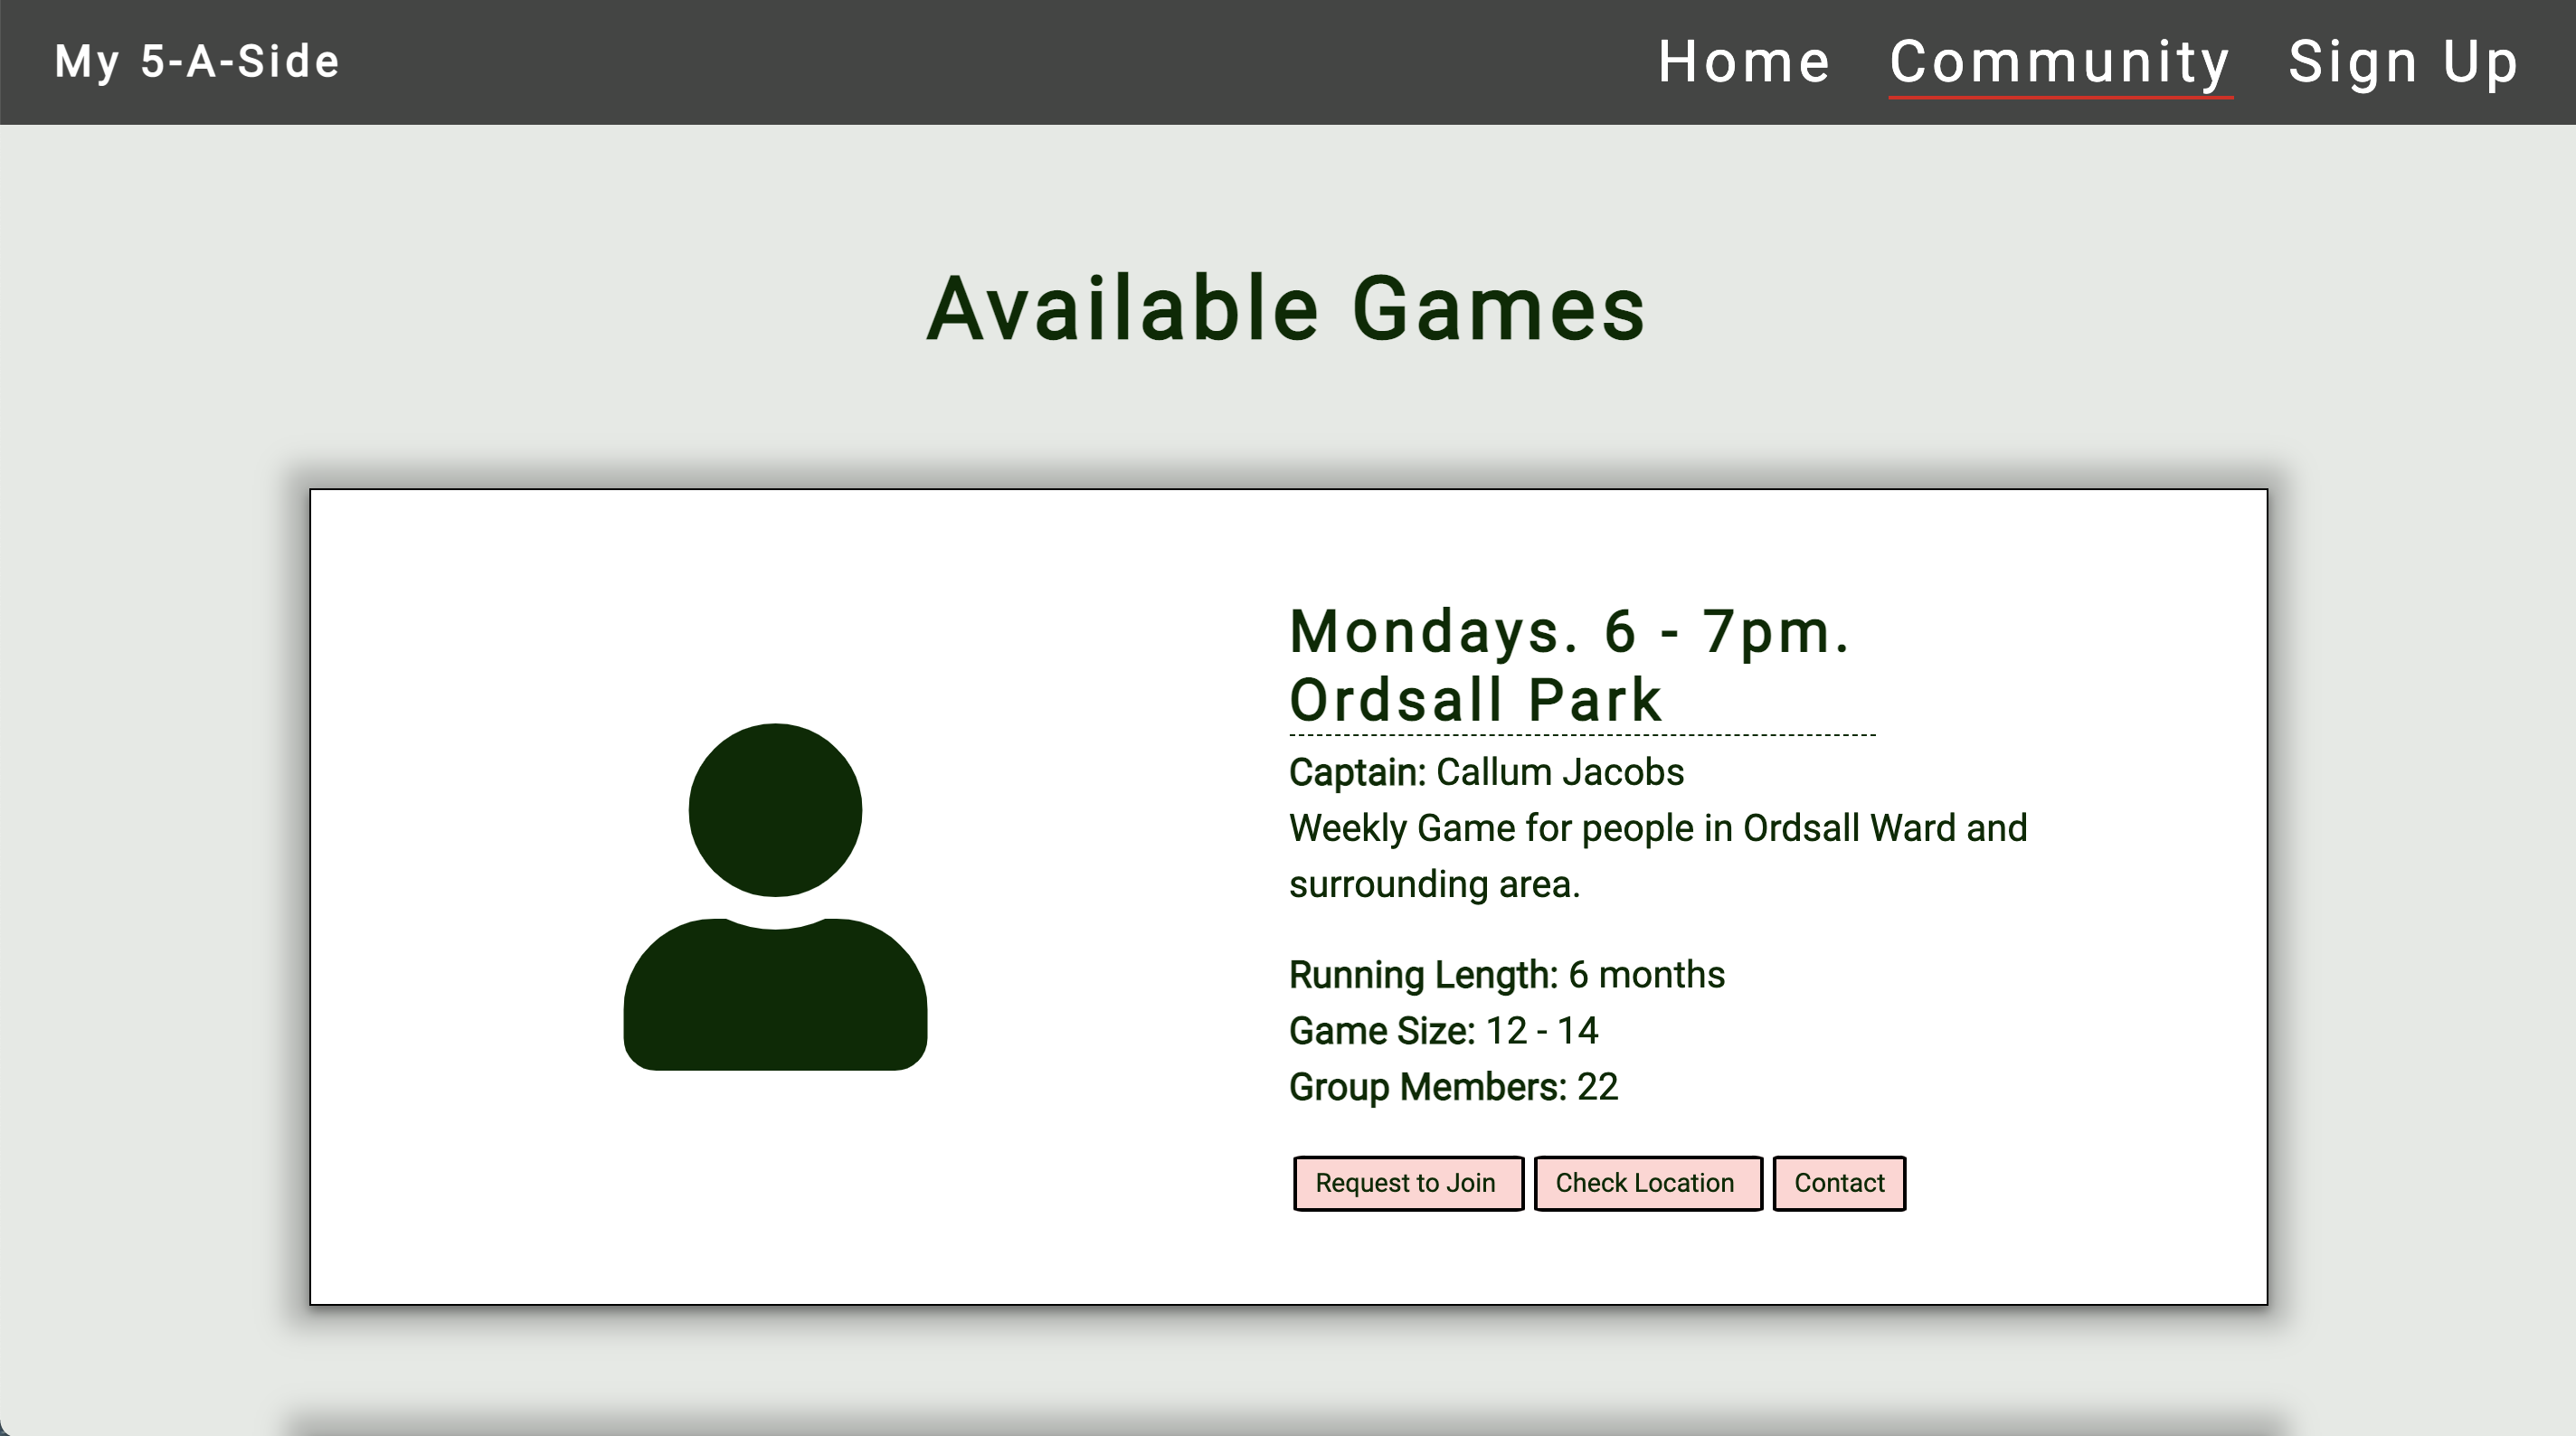 My 5-A-Side
Home Community Sign Up
Available Games
Mondays. 6 - 7pm.
Ordsall Park
Captain: Callum Jacobs
Weekly Game for people in Ordsall Ward and
surrounding area.
Running Length: 6 months
Game Size: 12 - 14
Group Members: 22
Request to Join Check Location Contact